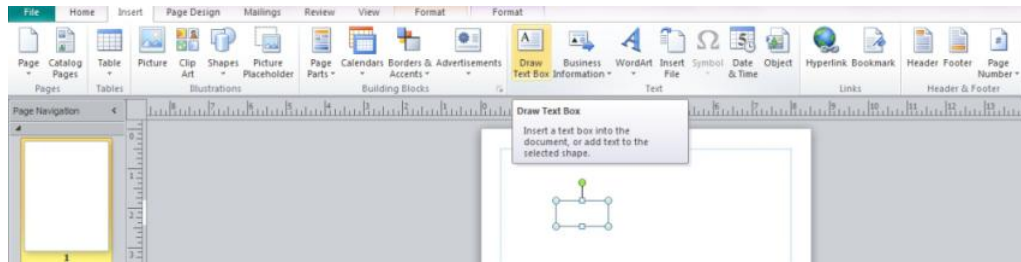 File Home Insert Page Design Mailings Review View Format Format
Page Catalog Pages Table Picture Clip Art Shapes Picture Placeholder Page Parts Calendars Borders & Accents Advertisements Draw Text Box Business Information WordArt Insert File Symbol Date & Time Object Hyperlink Bookmark Header Footer Page Number
Pages Tables Illustrations Building Blocks Text Links Header & Footer
Page Navigation
Draw Text Box
Insert a text box into the
document, or add text to the
selected shape.
1